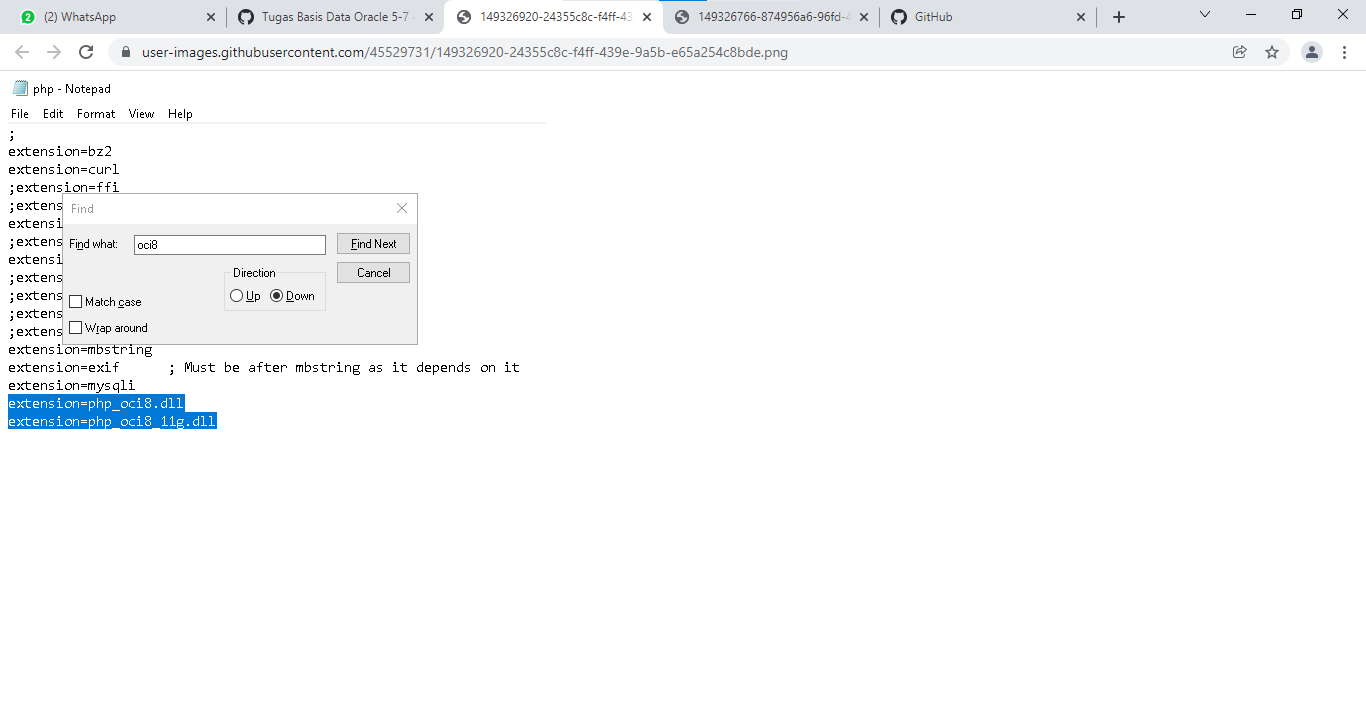 (2) WhatsApp
Tugas Basis Data Oracle 5-7
149326920-24355c8c-f4ff-43
149326766-874956a6-96fd-4
GitHub
user-images.githubusercontent.com/45529731/149326920-24355c8c-f4ff-439e-9a5b-e65a254c8bde.png
php - Notepad
File Edit Format View Help
;
extension=bz2
extension=curl
;extension=ffi
;extens
extensi
;extens
extensi
;extens
;extens
;extens
;extens
Find
Find what: oci8 Find Next
Direction Cancel
Up Down
Match case
Wrap around
extension=mbstring
extension=exif ; Must be after mbstring as it depends on it
extension=mysqli
extension=php_oci8.dll
extension=php_oci8_11g.dll